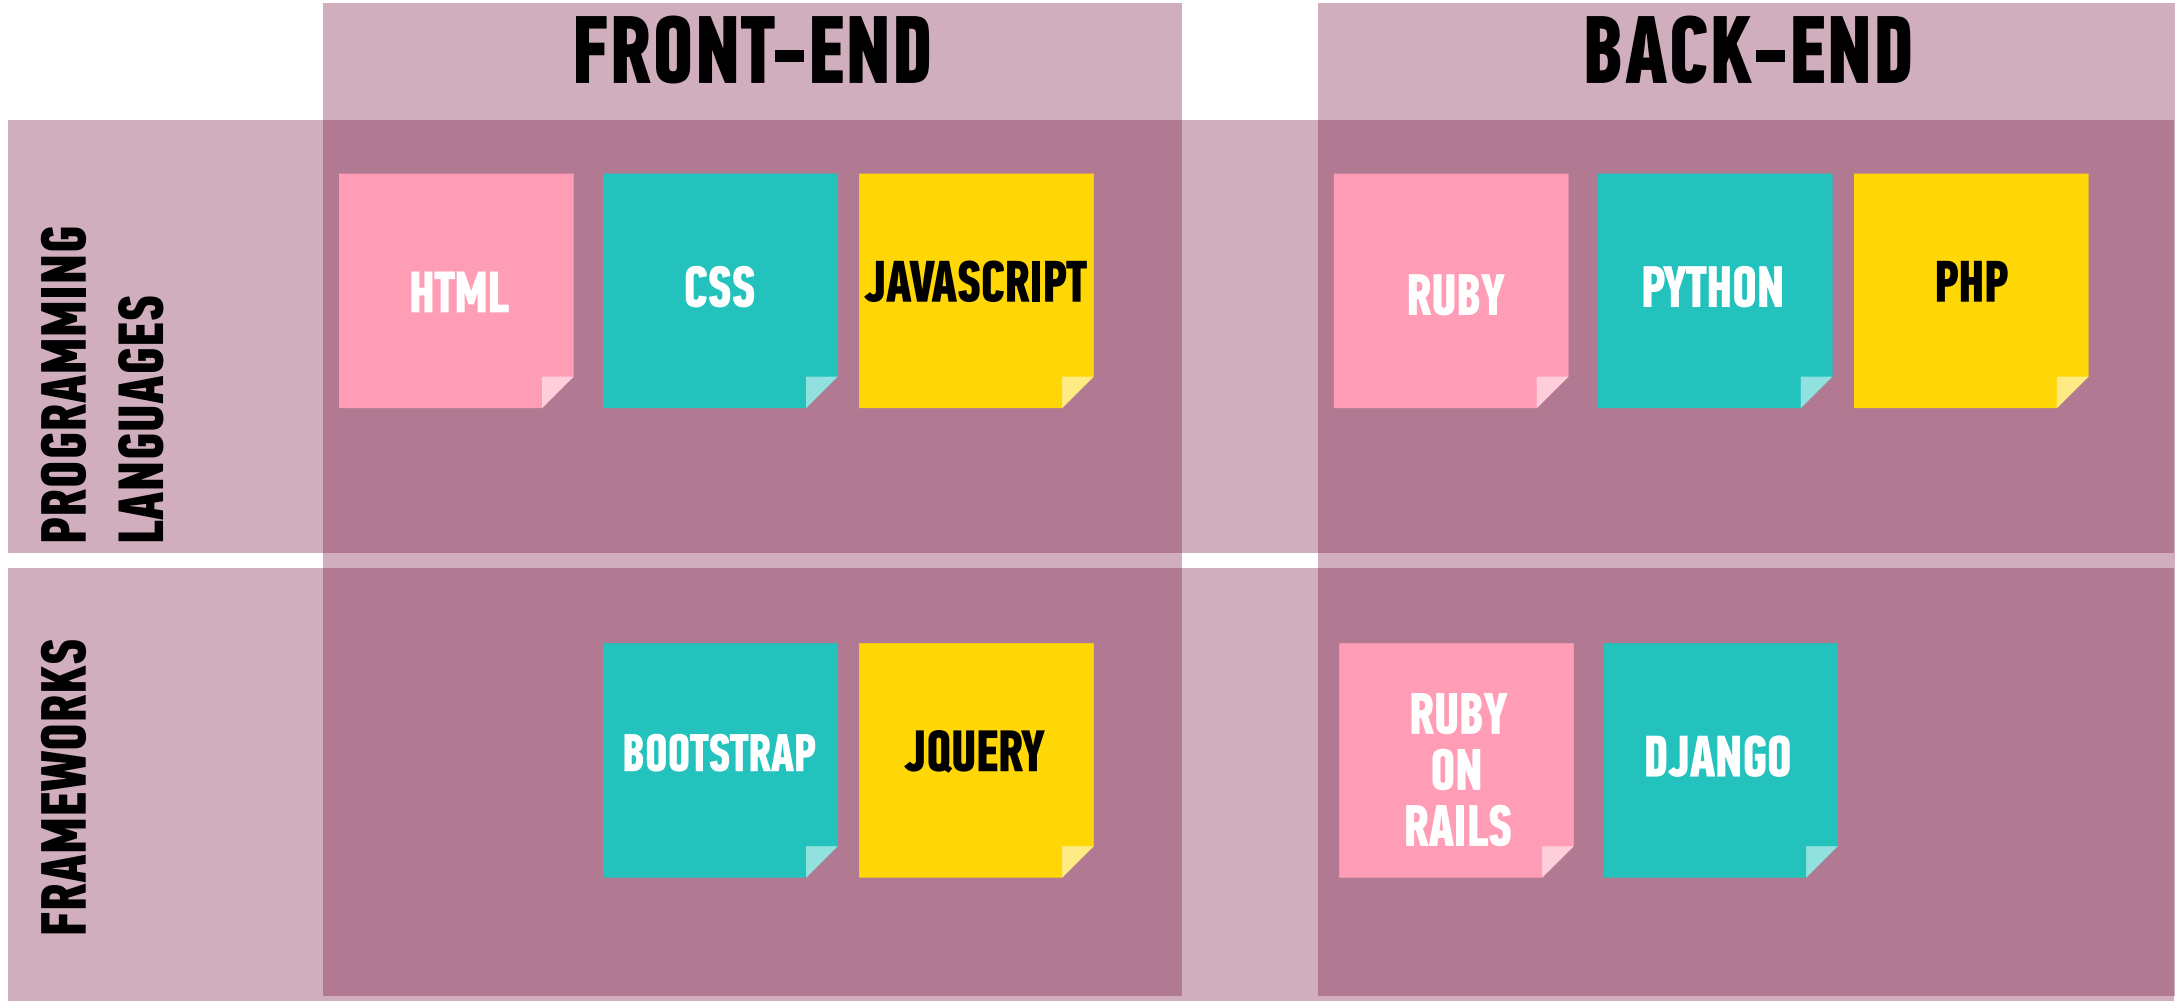 FRONT-END
BACK-END
PROGRAMMING
LANGUAGES
HTML
CSS
JAVASCRIPT
RUBY
PYTHON
PHP
FRAMEWORKS
BOOTSTRAP
JQUERY
RUBY
ON
RAILS
DJANGO